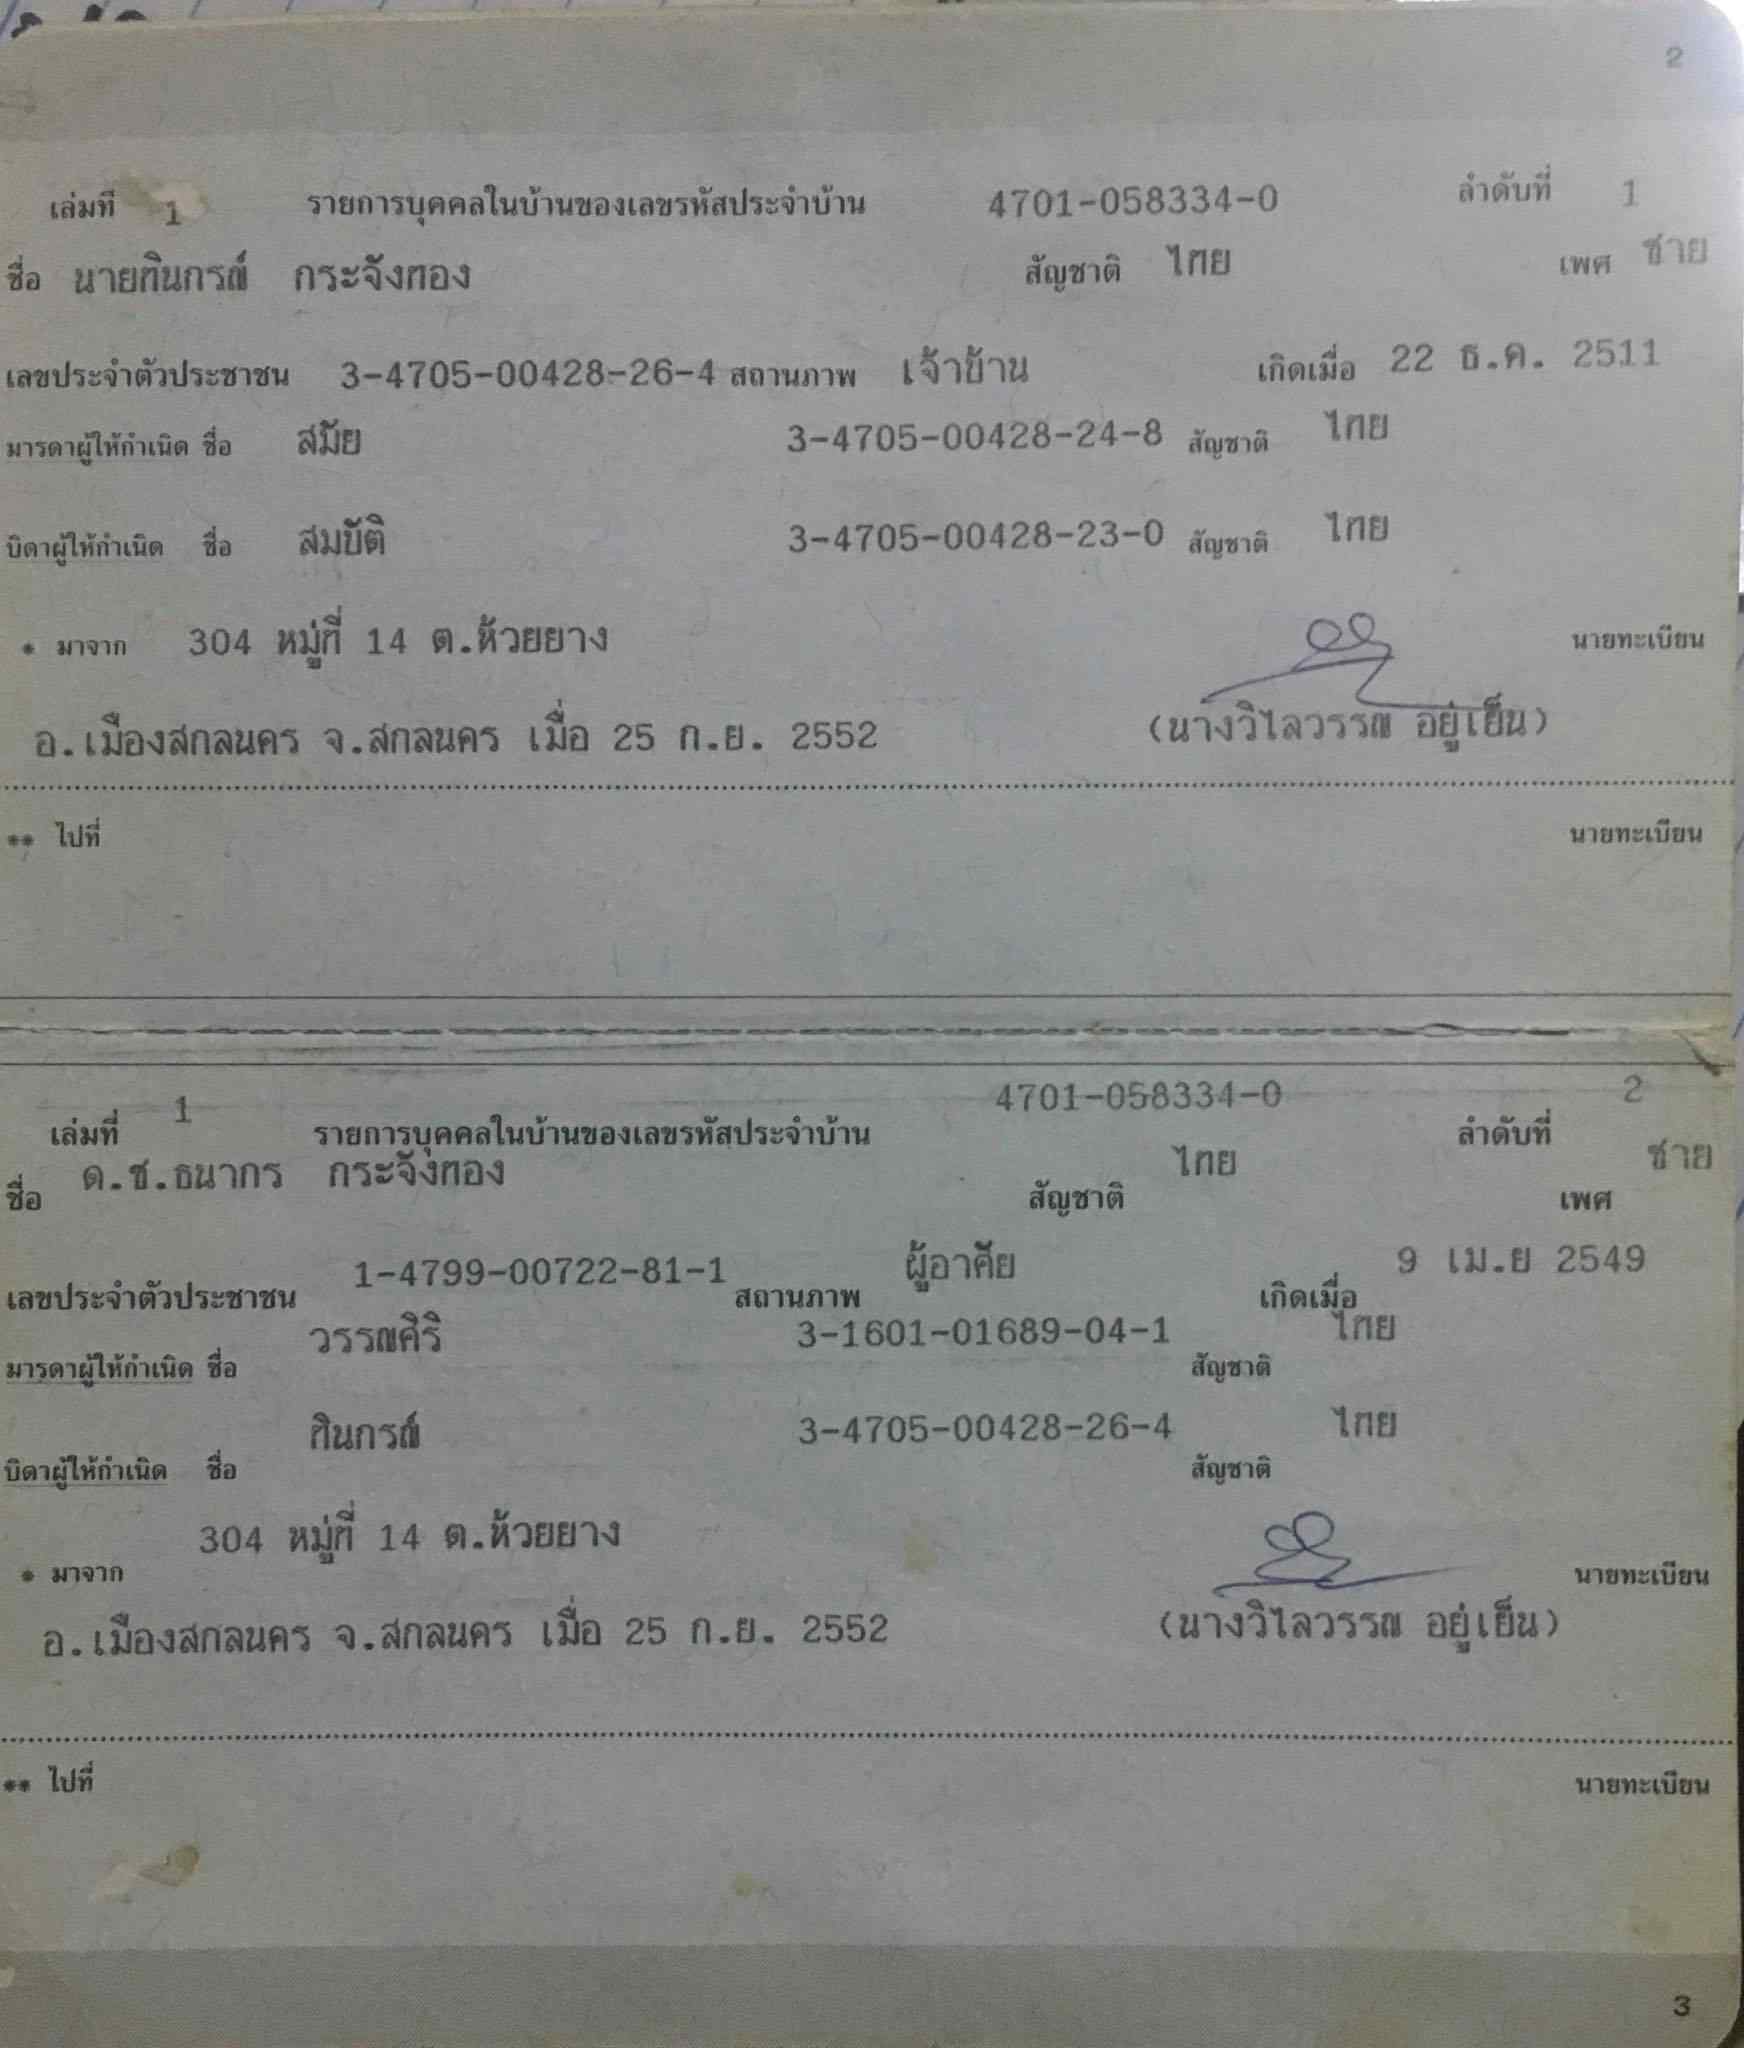 2
เล่มที่ 1 รายการบุคคลในบ้านของเลขรหัสประจำบ้าน 4701-058334-0 ลำดับที่ 1
ชื่อ นายทินกรณ์ กระจังทอง สัญชาติ ไทย เพศ ชาย
เลขประจำตัวประชาชน 3-4705-00428-26-4 สถานภาพ เจ้าบ้าน เกิดเมื่อ 22 ธ.ค. 2511
มารดาผู้ให้กำเนิด ชื่อ สมัย 3-4705-00428-24-8 สัญชาติ ไทย
บิดาผู้ให้กำเนิด ชื่อ สมบัติ 3-4705-00428-23-0 สัญชาติ ไทย
* มาจาก 304 หมู่ที่ 14 ต.ห้วยยาง นายทะเบียน
อ.เมืองสกลนคร จ.สกลนคร เมื่อ 25 ก.ย. 2552 (นางวิไลวรรณ อยู่เย็น)
** ไปที่ นายทะเบียน
เล่มที่ 1 รายการบุคคลในบ้านของเลขรหัสประจำบ้าน 4701-058334-0 ลำดับที่ 2
ชื่อ ด.ช.ธนากร กระจังทอง สัญชาติ ไทย เพศ ชาย
เลขประจำตัวประชาชน 1-4799-00722-81-1 สถานภาพ ผู้อาศัย เกิดเมื่อ 9 เม.ย 2549
มารดาผู้ให้กำเนิด ชื่อ วรรณศิริ 3-1601-01689-04-1 สัญชาติ ไทย
บิดาผู้ให้กำเนิด ชื่อ ทินกรณ์ 3-4705-00428-26-4 สัญชาติ ไทย
* มาจาก 304 หมู่ที่ 14 ต.ห้วยยาง นายทะเบียน
อ.เมืองสกลนคร จ.สกลนคร เมื่อ 25 ก.ย. 2552 (นางวิไลวรรณ อยู่เย็น)
** ไปที่ นายทะเบียน
3